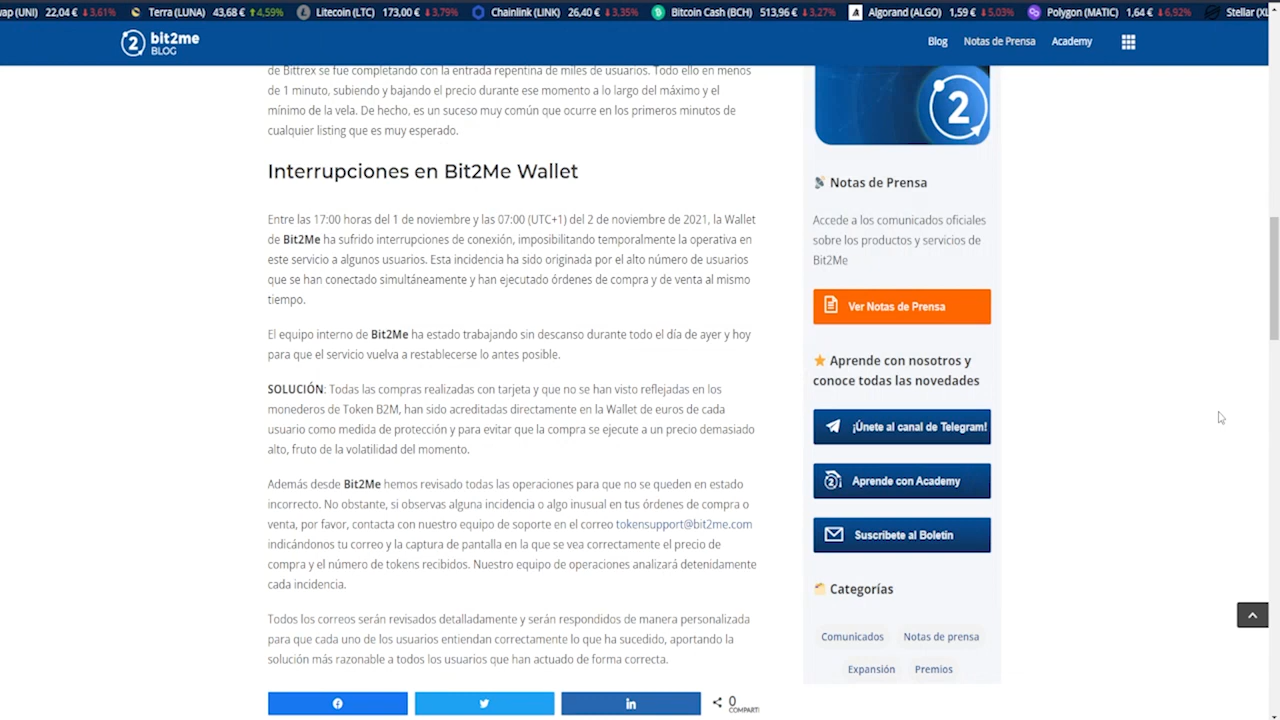 wap (UNI) 22,04 € 3,61% Terra (LUNA) 43,68 € 4,59% Litecoin (LTC) 173,00 € 3,79% Chainlink (LINK) 26,40 € 3,35% Bitcoin Cash (BCH) 513,96 € 3,27% Algorand (ALGO) 1,59 € 5,03% Polygon (MATIC) 1,64 € 6,92% Stellar (XL
bit2me
BLOG
Blog Notas de Prensa Academy
de Bittrex se fue completando con la entrada repentina de miles de usuarios. Todo ello en menos
de 1 minuto, subiendo y bajando el precio durante ese momento a lo largo del máximo y el
mínimo de la vela. De hecho, es un suceso muy común que ocurre en los primeros minutos de
cualquier listing que es muy esperado.
Interrupciones en Bit2Me Wallet
Entre las 17:00 horas del 1 de noviembre y las 07:00 (UTC+1) del 2 de noviembre de 2021, la Wallet
de Bit2Me ha sufrido interrupciones de conexión, imposibilitando temporalmente la operativa en
este servicio a algunos usuarios. Esta incidencia ha sido originada por el alto número de usuarios
que se han conectado simultáneamente y han ejecutado órdenes de compra y de venta al mismo
tiempo.
El equipo interno de Bit2Me ha estado trabajando sin descanso durante todo el día de ayer y hoy
para que el servicio vuelva a restablecerse lo antes posible.
SOLUCIÓN: Todas las compras realizadas con tarjeta y que no se han visto reflejadas en los
monederos de Token B2M, han sido acreditadas directamente en la Wallet de euros de cada
usuario como medida de protección y para evitar que la compra se ejecute a un precio demasiado
alto, fruto de la volatilidad del momento.
Además desde Bit2Me hemos revisado todas las operaciones para que no se queden en estado
incorrecto. No obstante, si observas alguna incidencia o algo inusual en tus órdenes de compra o
venta, por favor, contacta con nuestro equipo de soporte en el correo tokensupport@bit2me.com
indicándonos tu correo y la captura de pantalla en la que se vea correctamente el precio de
compra y el número de tokens recibidos. Nuestro equipo de operaciones analizará detenidamente
cada incidencia.
Todos los correos serán revisados detalladamente y serán respondidos de manera personalizada
para que cada uno de los usuarios entiendan correctamente lo que ha sucedido, aportando la
solución más razonable a todos los usuarios que han actuado de forma correcta.
0
COMPARTI
2
Notas de Prensa
Accede a los comunicados oficiales
sobre los productos y servicios de
Bit2Me
Ver Notas de Prensa
Aprende con nosotros y
conoce todas las novedades
¡Únete al canal de Telegram!
Aprende con Academy
Suscríbete al Boletín
Categorías
Comunicados Notas de prensa
Expansión Premios